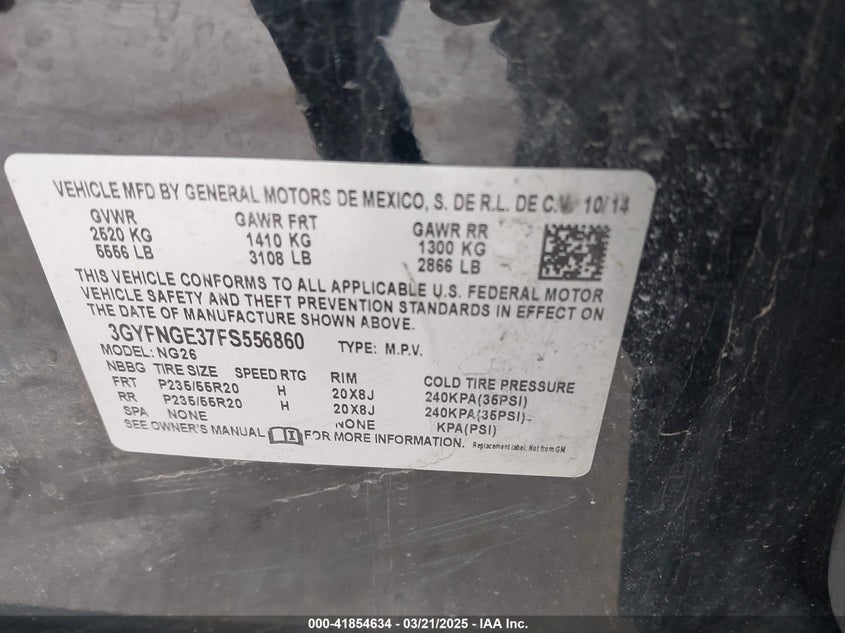 VEHICLE MFD BY GENERAL MOTORS DE MEXICO, S. DE R.L. DE C.V. 10/14
GVWR GAWR FRT GAWR RR
2520 KG 1410 KG 1300 KG
5556 LB 3108 LB 2866 LB
THIS VEHICLE CONFORMS TO ALL APPLICABLE U.S. FEDERAL MOTOR
VEHICLE SAFETY AND THEFT PREVENTION STANDARDS IN EFFECT ON
THE DATE OF MANUFACTURE SHOWN ABOVE.
3GYFNGE37FS556860 TYPE: M.P.V.
MODEL: NG26
NBBG TIRE SIZE SPEED RTG RIM COLD TIRE PRESSURE
FRT P235/55R20 H 20X8J 240KPA(35PSI)
RR P235/55R20 H 20X8J 240KPA(35PSI)
SPA NONE NONE KPA(PSI)
SEE OWNER'S MANUAL FOR MORE INFORMATION.
Replacement label. Not from GM
000-41854634 / 03/21/2025 - IAA Inc.